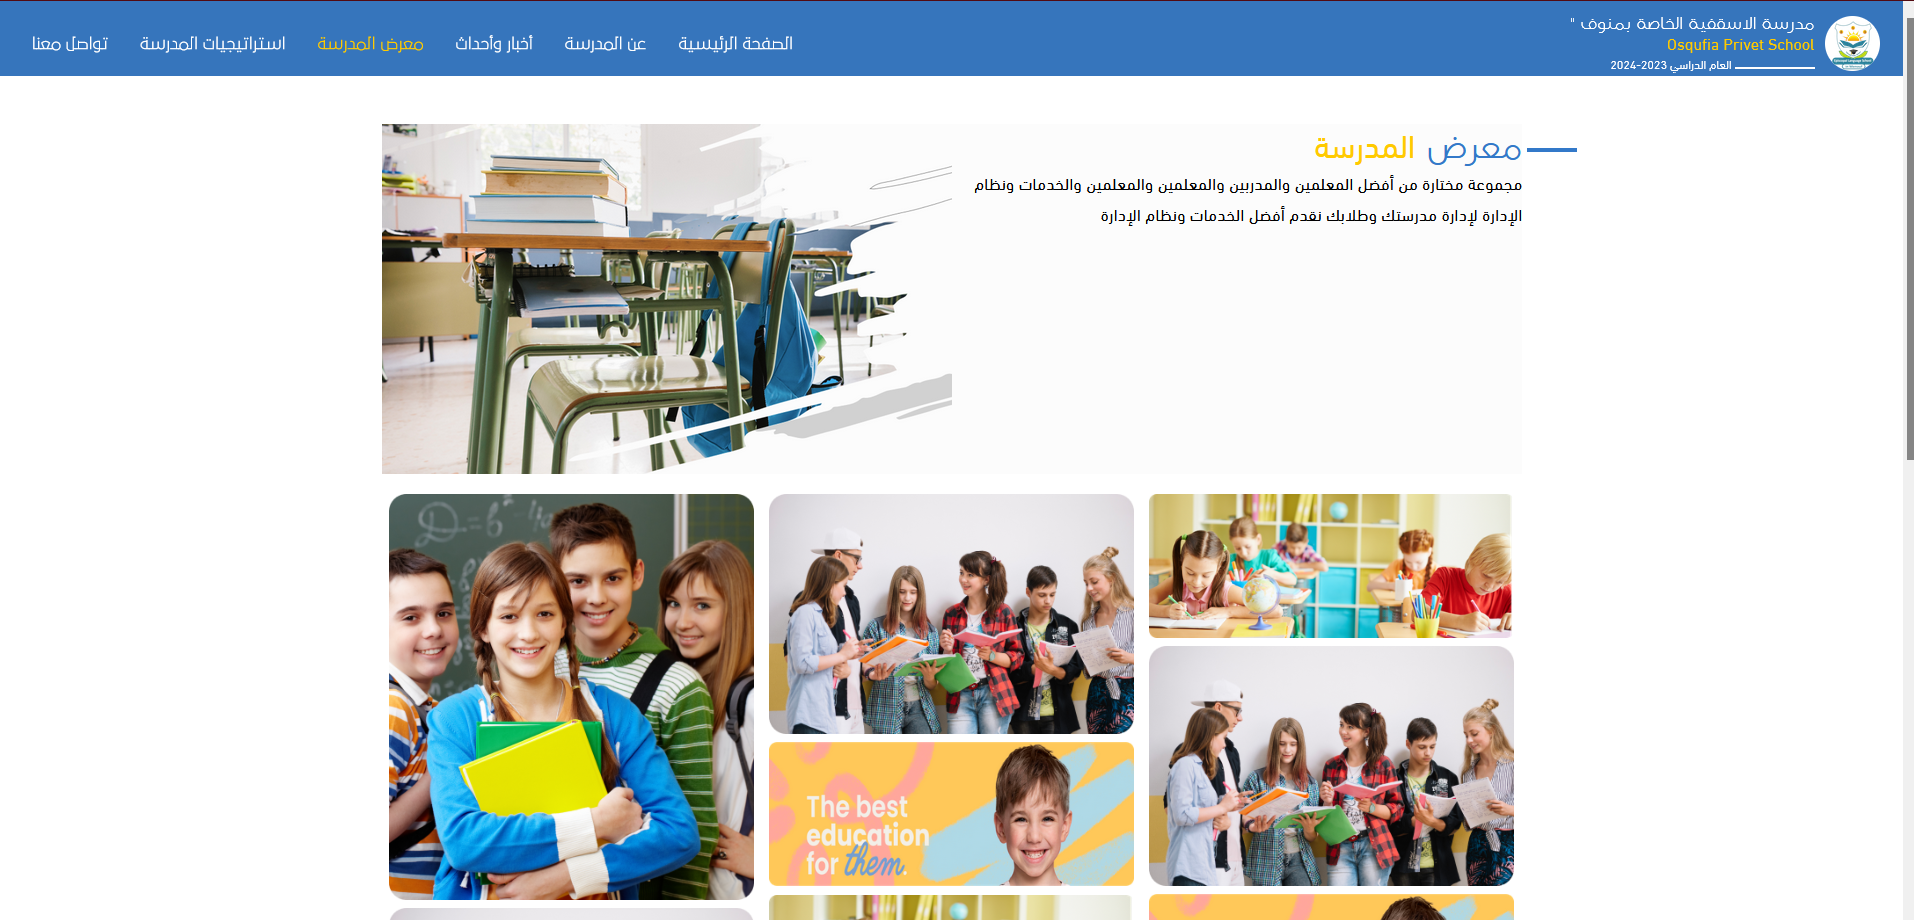 مدرسة الاسقفية الخاصة بمنوف "
Osqufia Privet School
العام الدراسي 2023-2024
الصفحة الرئيسية
عن المدرسة
أخبار وأحداث
معرض المدرسة
استراتيجيات المدرسة
تواصل معنا
معرض المدرسة
مجموعة مختارة من أفضل المعلمين والمدربين والمعلمين والمعلمين والخدمات ونظام
الإدارة لإدارة مدرستك وطلابك نقدم أفضل الخدمات ونظام الإدارة
The best
education
for them.